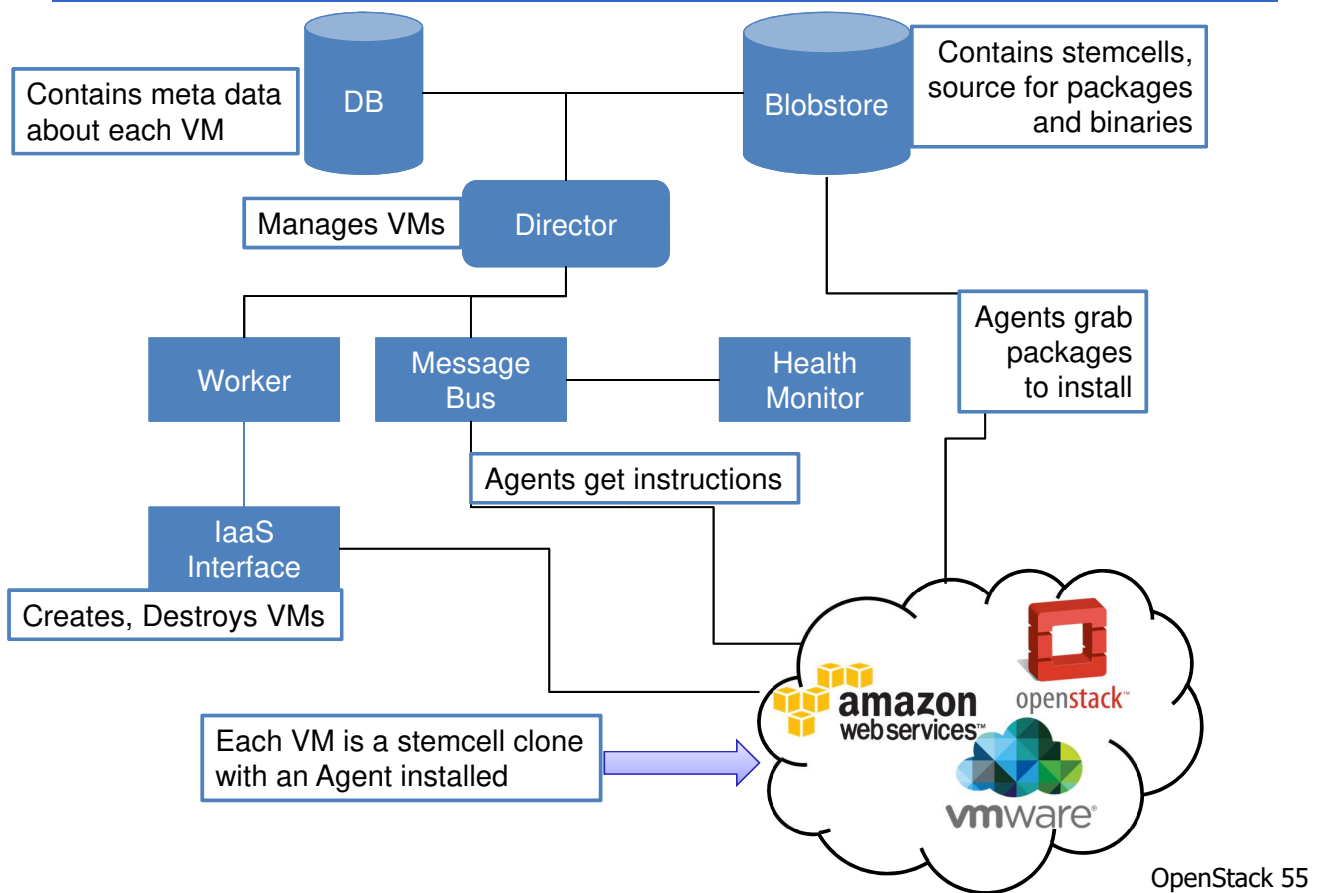 Contains meta data
about each VM
DB
Blobstore
Contains stemcells,
source for packages
and binaries
Manages VMs
Director
Worker
Message
Bus
Health
Monitor
Agents grab
packages
to install
Agents get instructions
IaaS
Interface
Creates, Destroys VMs
Each VM is a stemcell clone
with an Agent installed
amazon
web services™
openstack™
vmware®
OpenStack 55